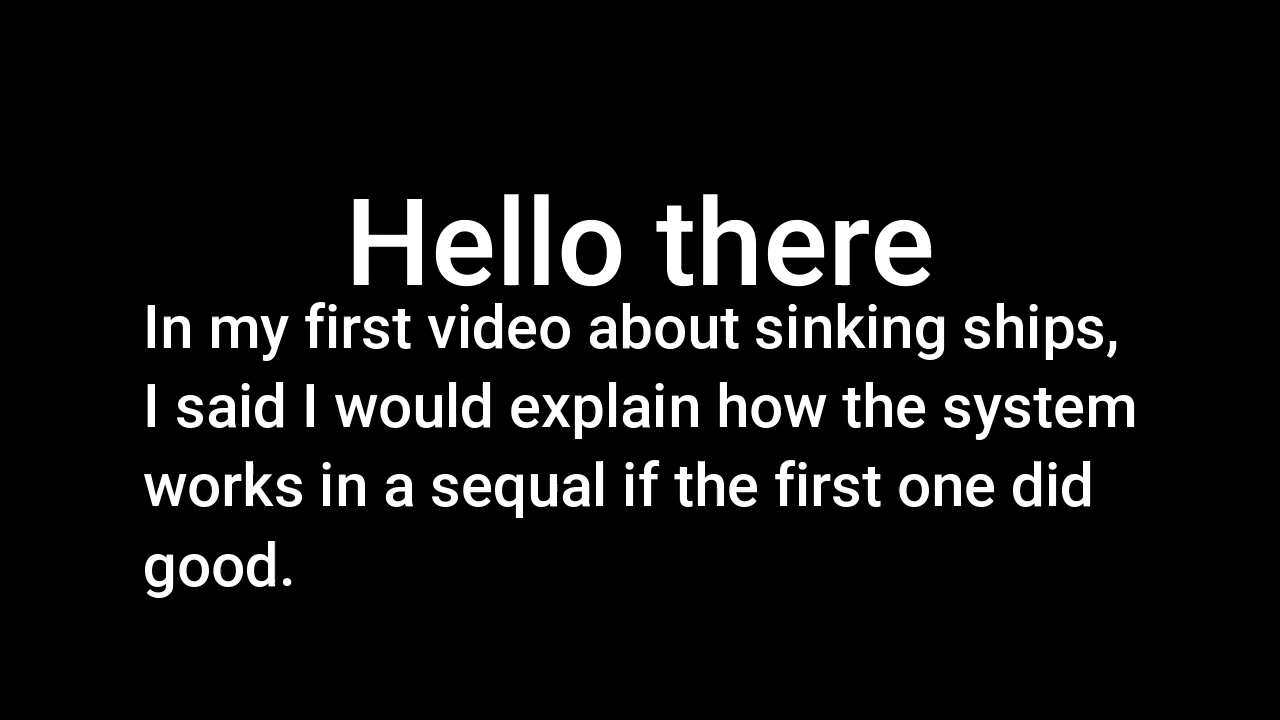 Hello there
In my first video about sinking ships,
I said I would explain how the system
works in a sequal if the first one did
good.